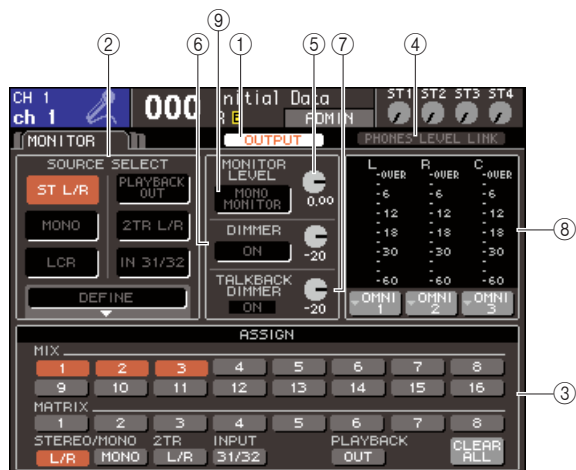 ② ⑨ ⑥ ① ⑤ ⑦ ④
CH 1
ch 1
000
Initial Data
R E
ADMIN
ST1 ST2 ST3 ST4
MONITOR
OUTPUT
PHONES LEVEL LINK
SOURCE SELECT
ST L/R
PLAYBACK OUT
MONO
2TR L/R
LCR
IN 31/32
DEFINE
MONITOR LEVEL
MONO MONITOR
0.00
DIMMER
ON
-20
TALKBACK DIMMER
ON
-20
L R C
-OVER -OVER -OVER
-6 -6 -6
-12 -12 -12
-18 -18 -18
-30 -30 -30
-60 -60 -60
OMNI 1
OMNI 2
OMNI 3
⑧
ASSIGN
MIX
1 2 3 4 5 6 7 8
9 10 11 12 13 14 15 16
③
MATRIX
1 2 3 4 5 6 7 8
STEREO/MONO 2TR INPUT PLAYBACK
L/R MONO L/R 31/32 OUT
CLEAR ALL